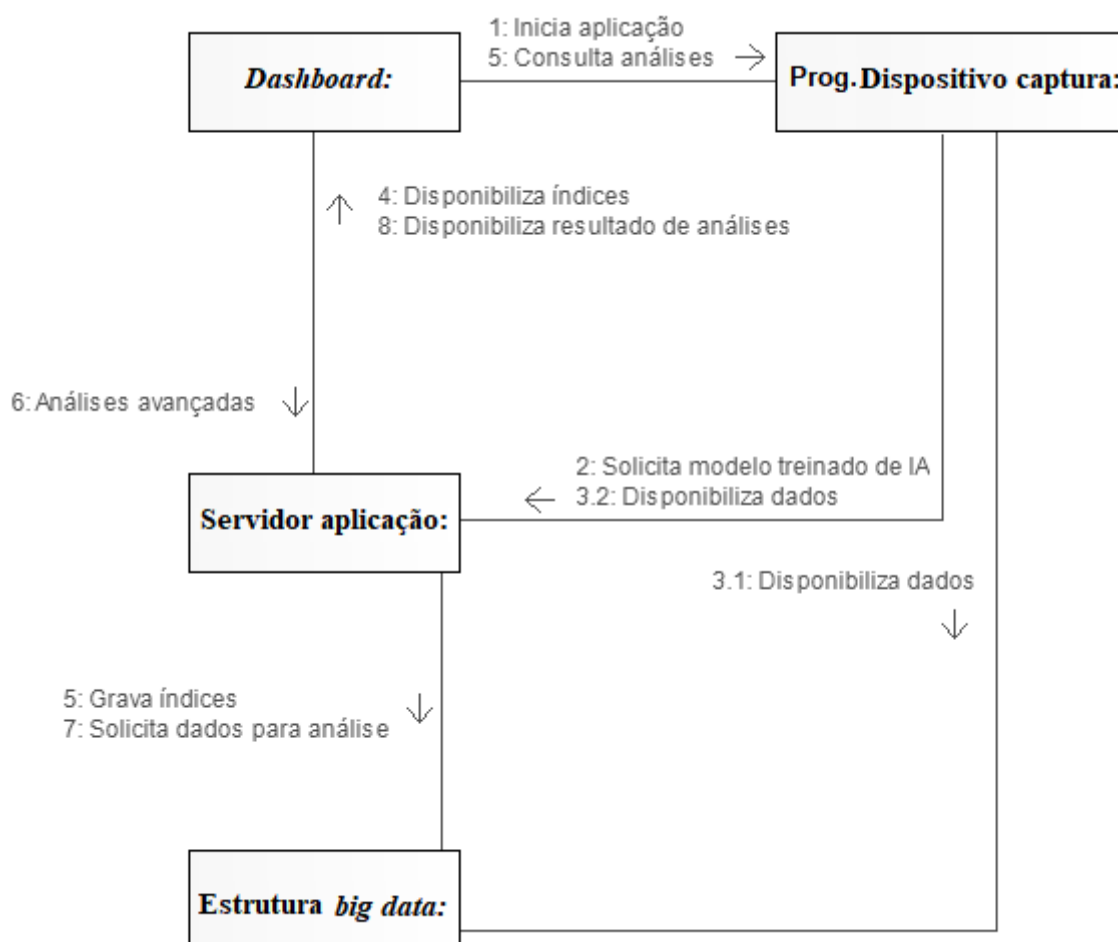 1: Inicia aplicação
5: Consulta análises
Dashboard:
Prog. Dispositivo captura:
4: Disponibiliza índices
8: Disponibiliza resultado de análises
6: Análises avançadas
2: Solicita modelo treinado de IA
3.2: Disponibiliza dados
Servidor aplicação:
3.1: Disponibiliza dados
5: Grava índices
7: Solicita dados para análise
Estrutura big data: